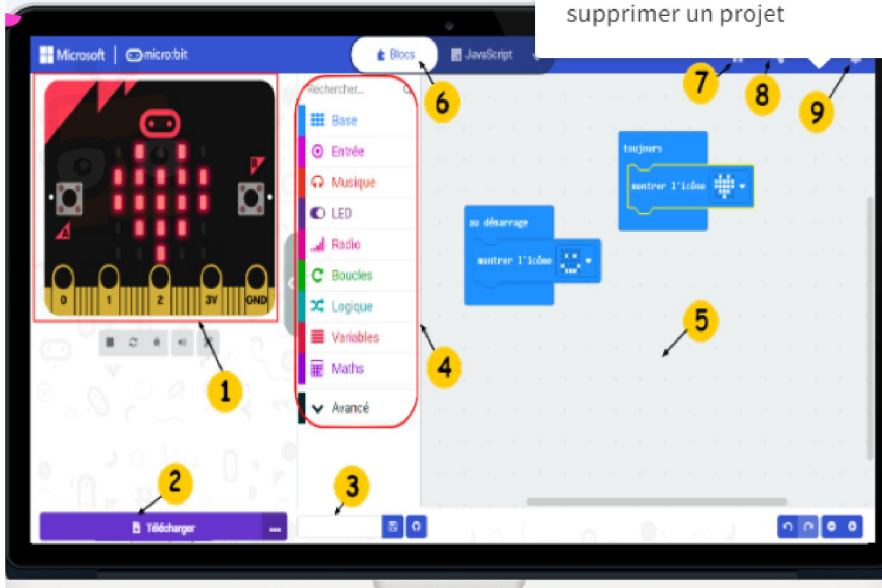 supprimer un projet
Microsoft | micro:bit
Blocs
JavaScript
6
7
8
9
Rechercher...
Base
Entrée
Musique
LED
Radio
Boucles
Logique
Variables
Maths
Avancé
B
A
0 1 2 3V GND
toujours
montrer l'icône
au démarrage
montrer l'icône
1
4
5
2
3
Télécharger
...